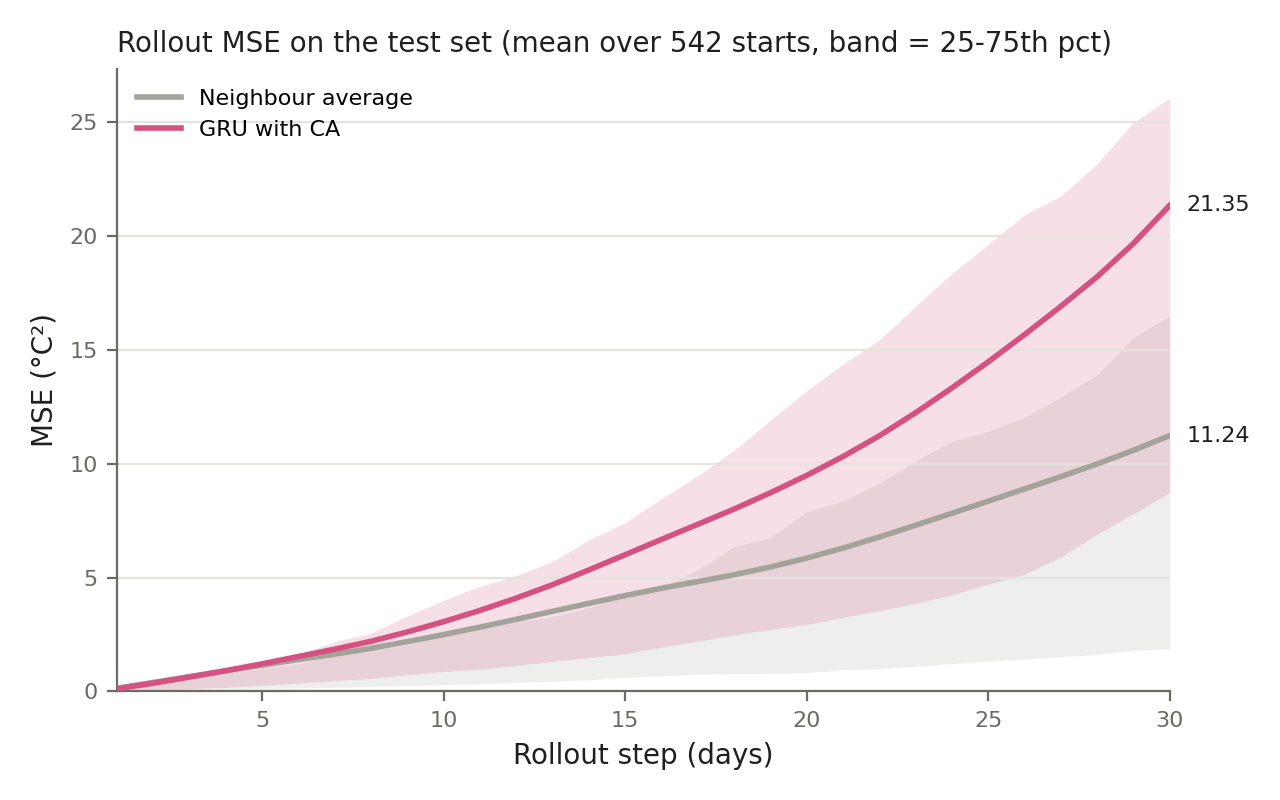 Rollout MSE on the test set (mean over 542 starts, band = 25-75th pct)
Neighbour average
GRU with CA
MSE (°C²)
25
20
15
10
5
0
21.35
11.24
5 10 15 20 25 30
Rollout step (days)